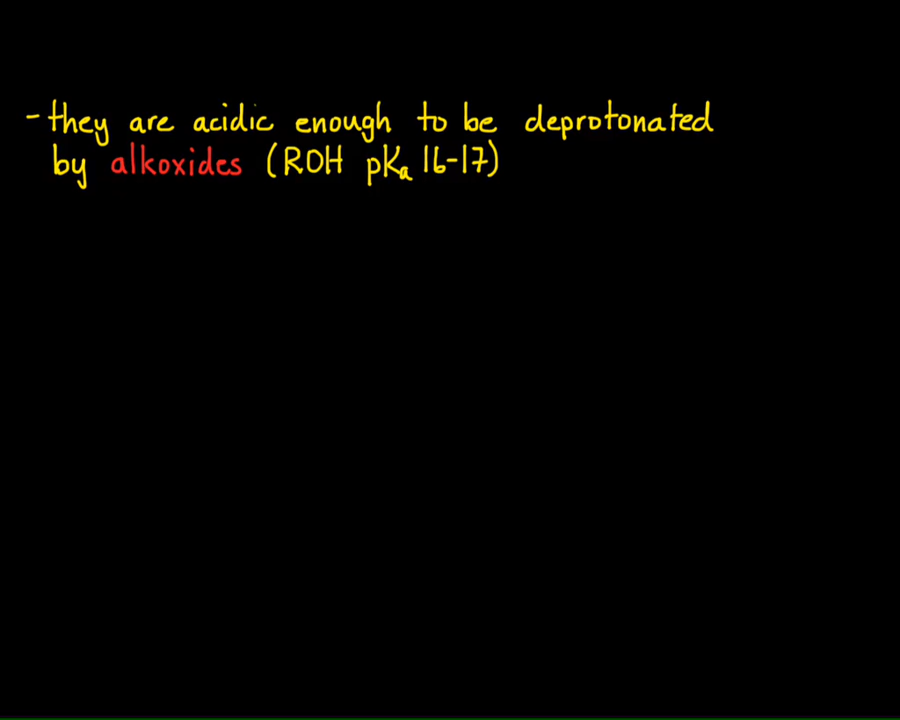 - they are acidic enough to be deprotonated
by alkoxides (ROH pKa 16-17)